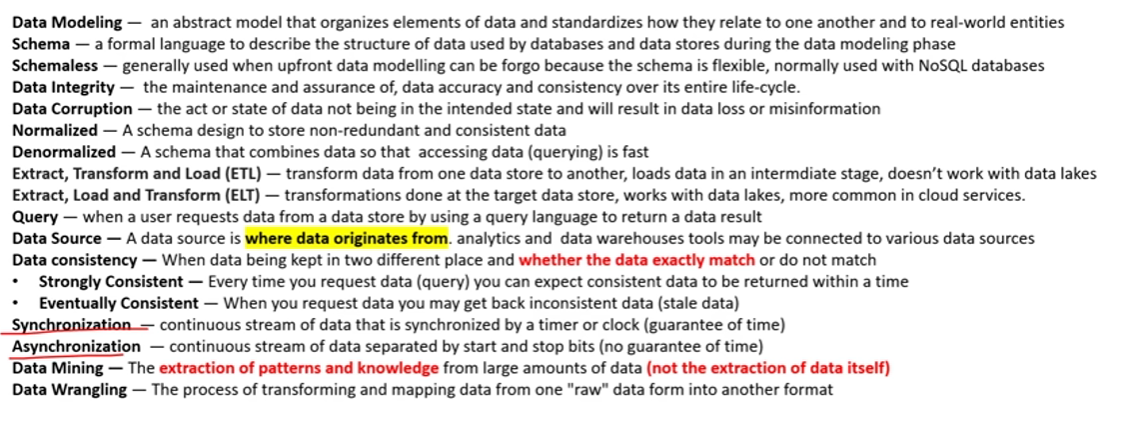 Data Modeling — an abstract model that organizes elements of data and standardizes how they relate to one another and to real-world entities
Schema — a formal language to describe the structure of data used by databases and data stores during the data modeling phase
Schemaless — generally used when upfront data modelling can be forgo because the schema is flexible, normally used with NoSQL databases
Data Integrity — the maintenance and assurance of, data accuracy and consistency over its entire life-cycle.
Data Corruption — the act or state of data not being in the intended state and will result in data loss or misinformation
Normalized — A schema design to store non-redundant and consistent data
Denormalized — A schema that combines data so that accessing data (querying) is fast
Extract, Transform and Load (ETL) — transform data from one data store to another, loads data in an intermdiate stage, doesn't work with data lakes
Extract, Load and Transform (ELT) — transformations done at the target data store, works with data lakes, more common in cloud services.
Query — when a user requests data from a data store by using a query language to return a data result
Data Source — A data source is where data originates from. analytics and data warehouses tools may be connected to various data sources
Data consistency — When data being kept in two different place and whether the data exactly match or do not match
• Strongly Consistent — Every time you request data (query) you can expect consistent data to be returned within a time
• Eventually Consistent — When you request data you may get back inconsistent data (stale data)
Synchronization — continuous stream of data that is synchronized by a timer or clock (guarantee of time)
Asynchronization — continuous stream of data separated by start and stop bits (no guarantee of time)
Data Mining — The extraction of patterns and knowledge from large amounts of data (not the extraction of data itself)
Data Wrangling — The process of transforming and mapping data from one "raw" data form into another format